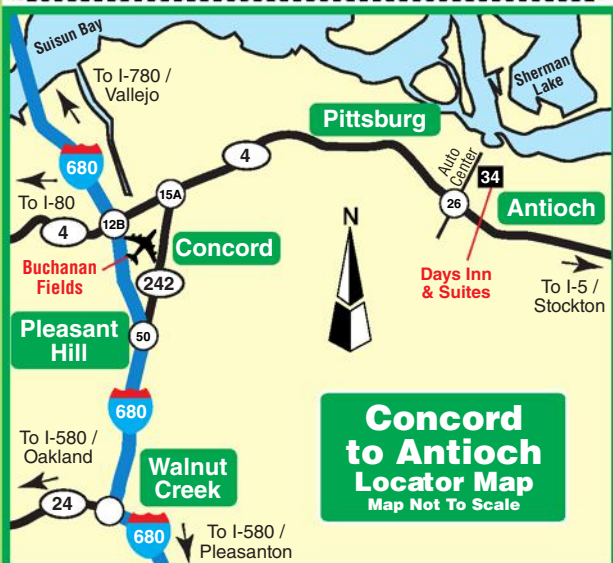 Suisun Bay
To I-780 /
Vallejo
Sherman
Lake
Pittsburg
680
4
Auto
Center
34
15A
To I-80
26
Antioch
12B
4
N
Concord
Buchanan
Fields
242
Days Inn
& Suites
To I-5 /
Stockton
Pleasant
Hill
50
680
Concord
to Antioch
Locator Map
Map Not To Scale
To I-580 /
Oakland
Walnut
Creek
24
680
To I-580 /
Pleasanton